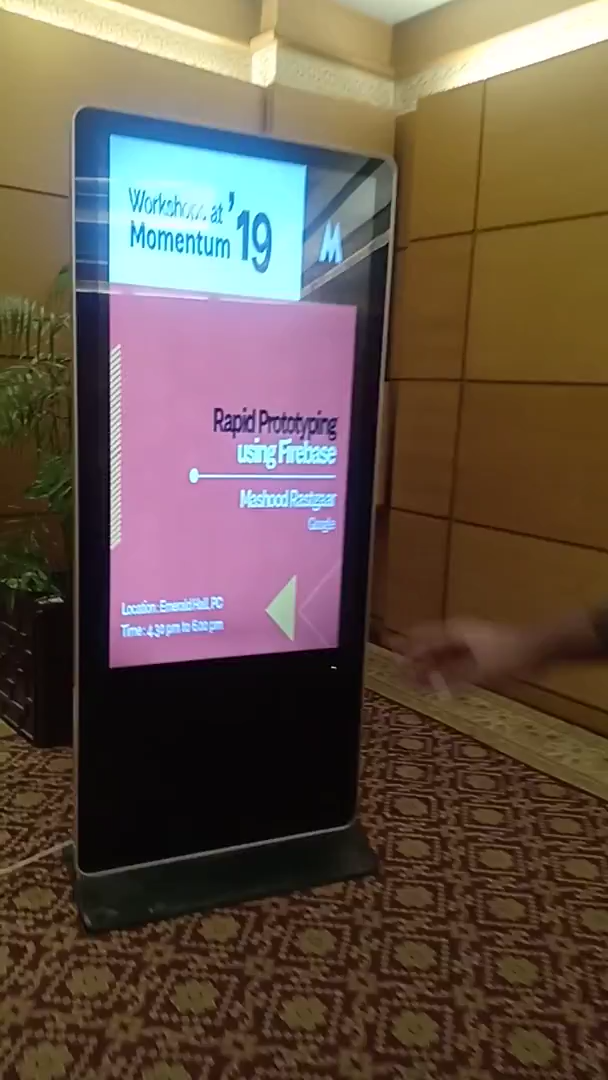 Workshops at
Momentum '19
M
Rapid Prototyping
using Firebase
Mashood Rastgaar
Google
Location: Emerald Hall, PC
Time: 4.30 pm to 6.00 pm